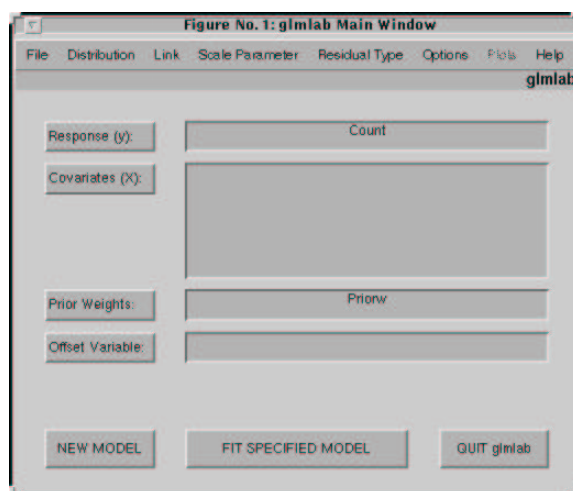 Figure No. 1: glmlab Main Window
File Distribution Link Scale Parameter Residual Type Options Plots Help
glmlab
Response (y): Count
Covariates (X):
Prior Weights: Priorw
Offset Variable:
NEW MODEL FIT SPECIFIED MODEL QUIT glmlab